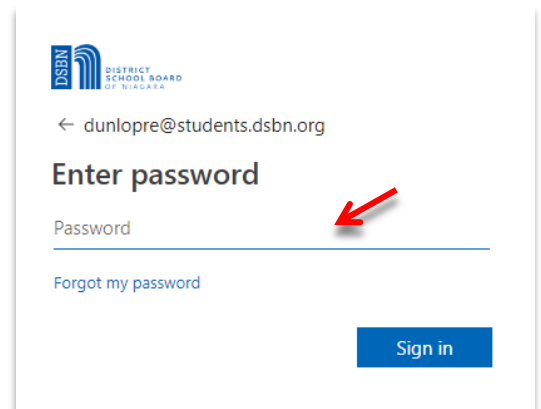 DSBN
DISTRICT
SCHOOL BOARD
OF NIAGARA
← dunlopre@students.dsbn.org
Enter password
Password
Forgot my password
Sign in